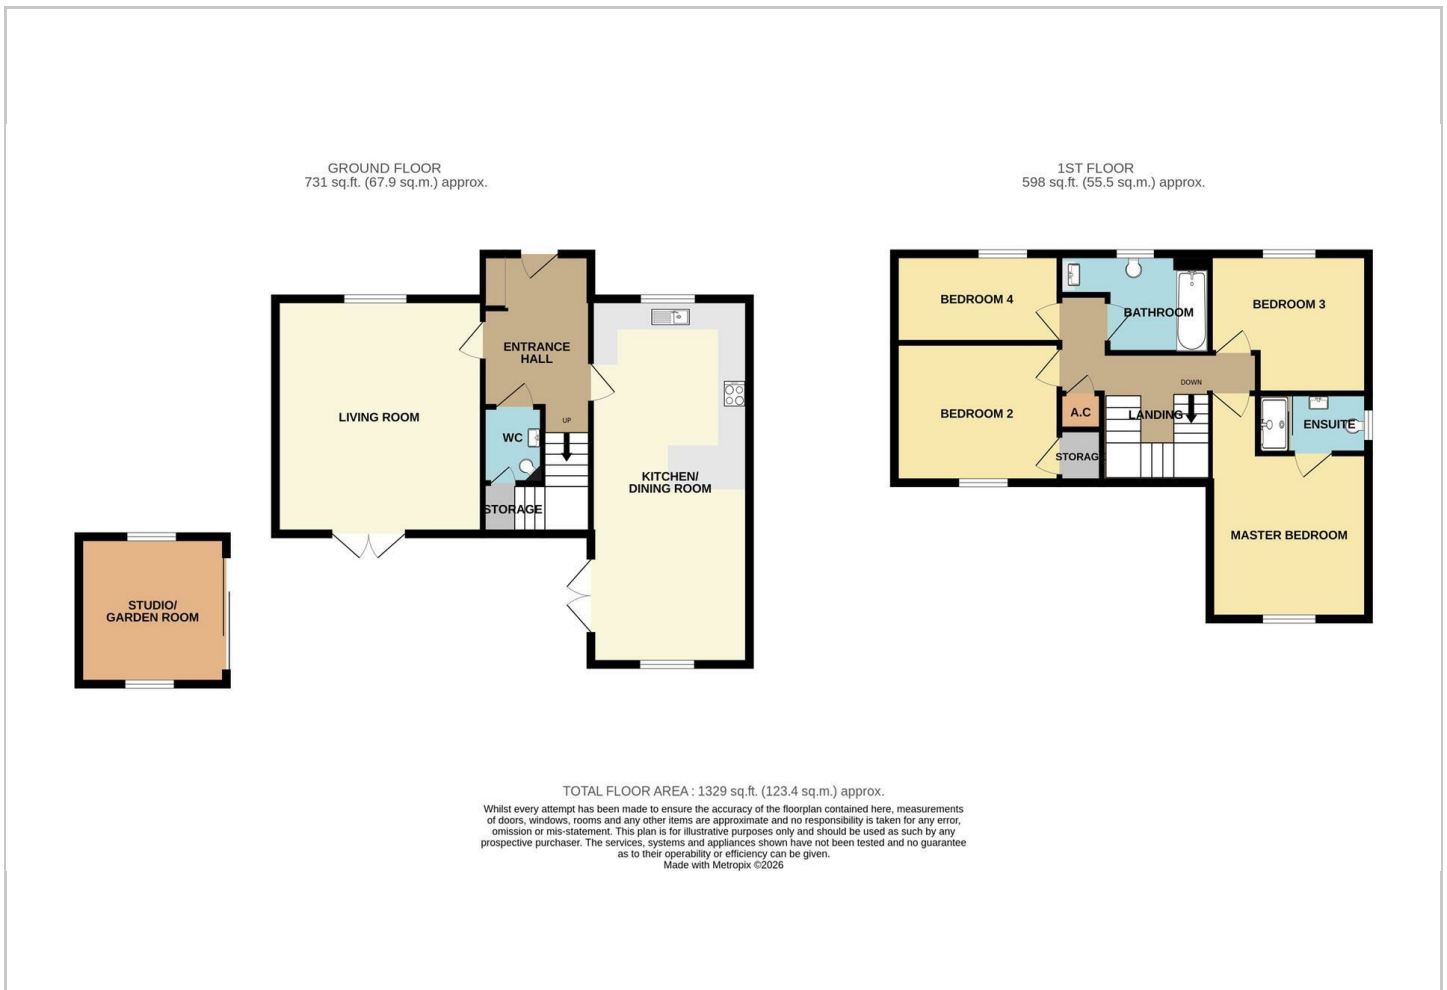 GROUND FLOOR
731 sq.ft. (67.9 sq.m.) approx.
1ST FLOOR
598 sq.ft. (55.5 sq.m.) approx.
ENTRANCE
HALL
LIVING ROOM
UP
WC
STORAGE
KITCHEN/
DINING ROOM
STUDIO/
GARDEN ROOM
BEDROOM 4
BATHROOM
BEDROOM 3
DOWN
BEDROOM 2
A.C
LANDING
ENSUITE
STORAG
MASTER BEDROOM
TOTAL FLOOR AREA : 1329 sq.ft. (123.4 sq.m.) approx.
Whilst every attempt has been made to ensure the accuracy of the floorplan contained here, measurements
of doors, windows, rooms and any other items are approximate and no responsibility is taken for any error,
omission or mis-statement. This plan is for illustrative purposes only and should be used as such by any
prospective purchaser. The services, systems and appliances shown have not been tested and no guarantee
as to their operability or efficiency can be given.
Made with Metropix ©2026